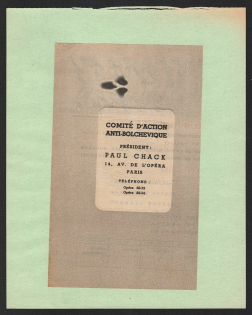 COMITÉ D'ACTION
ANTI-BOLCHEVIQUE
PRÉSIDENT:
PAUL CHACK
14, AV. DE L'OPÉRA
PARIS
TÉLÉPHONE :